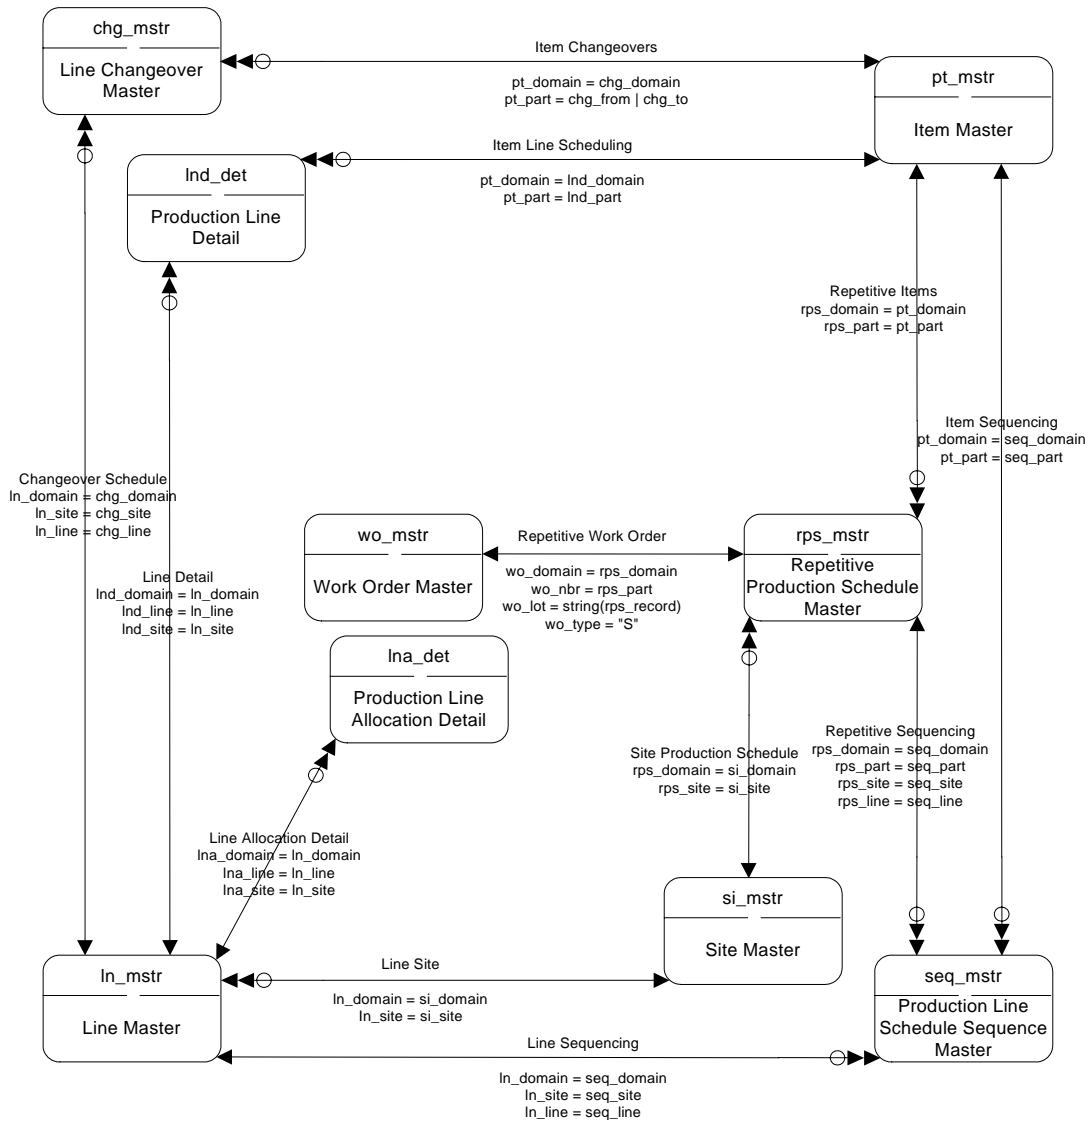 chg_mstr
Line Changeover
Master
Item Changeovers
pt_domain = chg_domain
pt_part = chg_from | chg_to
pt_mstr
Item Master
lnd_det
Production Line
Detail
Item Line Scheduling
pt_domain = lnd_domain
pt_part = lnd_part
Repetitive Items
rps_domain = pt_domain
rps_part = pt_part
Item Sequencing
pt_domain = seq_domain
pt_part = seq_part
Changeover Schedule
ln_domain = chg_domain
ln_site = chg_site
ln_line = chg_line
Line Detail
lnd_domain = ln_domain
lnd_line = ln_line
lnd_site = ln_site
wo_mstr
Work Order Master
Repetitive Work Order
wo_domain = rps_domain
wo_nbr = rps_part
wo_lot = string(rps_record)
wo_type = "S"
rps_mstr
Repetitive
Production Schedule
Master
lna_det
Production Line
Allocation Detail
Site Production Schedule
rps_domain = si_domain
rps_site = si_site
Repetitive Sequencing
rps_domain = seq_domain
rps_part = seq_part
rps_site = seq_site
rps_line = seq_line
Line Allocation Detail
lna_domain = ln_domain
lna_line = ln_line
lna_site = ln_site
si_mstr
Site Master
ln_mstr
Line Master
Line Site
ln_domain = si_domain
ln_site = si_site
seq_mstr
Production Line
Schedule Sequence
Master
Line Sequencing
ln_domain = seq_domain
ln_site = seq_site
ln_line = seq_line